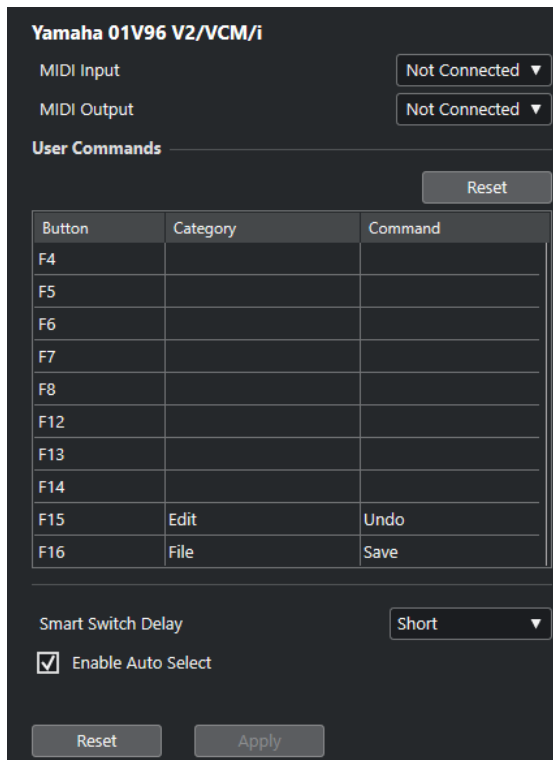 Yamaha 01V96 V2/VCM/i
MIDI Input Not Connected
MIDI Output Not Connected
User Commands
Reset
Button Category Command
F4
F5
F6
F7
F8
F12
F13
F14
F15 Edit Undo
F16 File Save
Smart Switch Delay Short
Enable Auto Select
Reset Apply